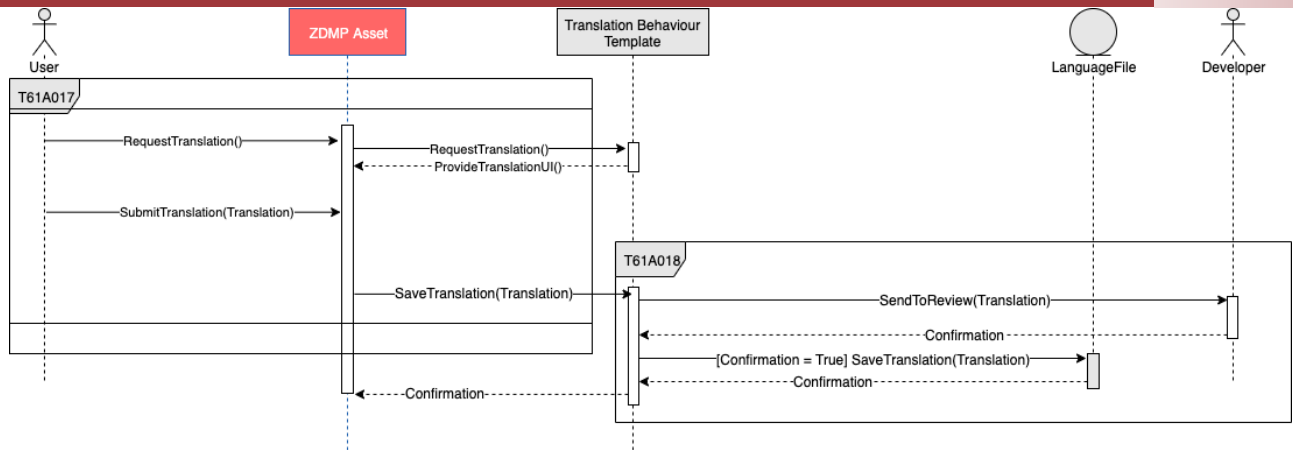 ZDMP Asset
Translation Behaviour
Template
User
LanguageFile
Developer
T61A017
RequestTranslation()
RequestTranslation()
ProvideTranslationUI()
SubmitTranslation(Translation)
T61A018
SaveTranslation(Translation)
SendToReview(Translation)
Confirmation
[Confirmation = True] SaveTranslation(Translation)
Confirmation
Confirmation